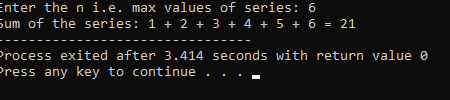 Enter the n i.e. max values of series: 6
Sum of the series: 1 + 2 + 3 + 4 + 5 + 6 = 21
--------------------------------
Process exited after 3.414 seconds with return value 0
Press any key to continue . . .